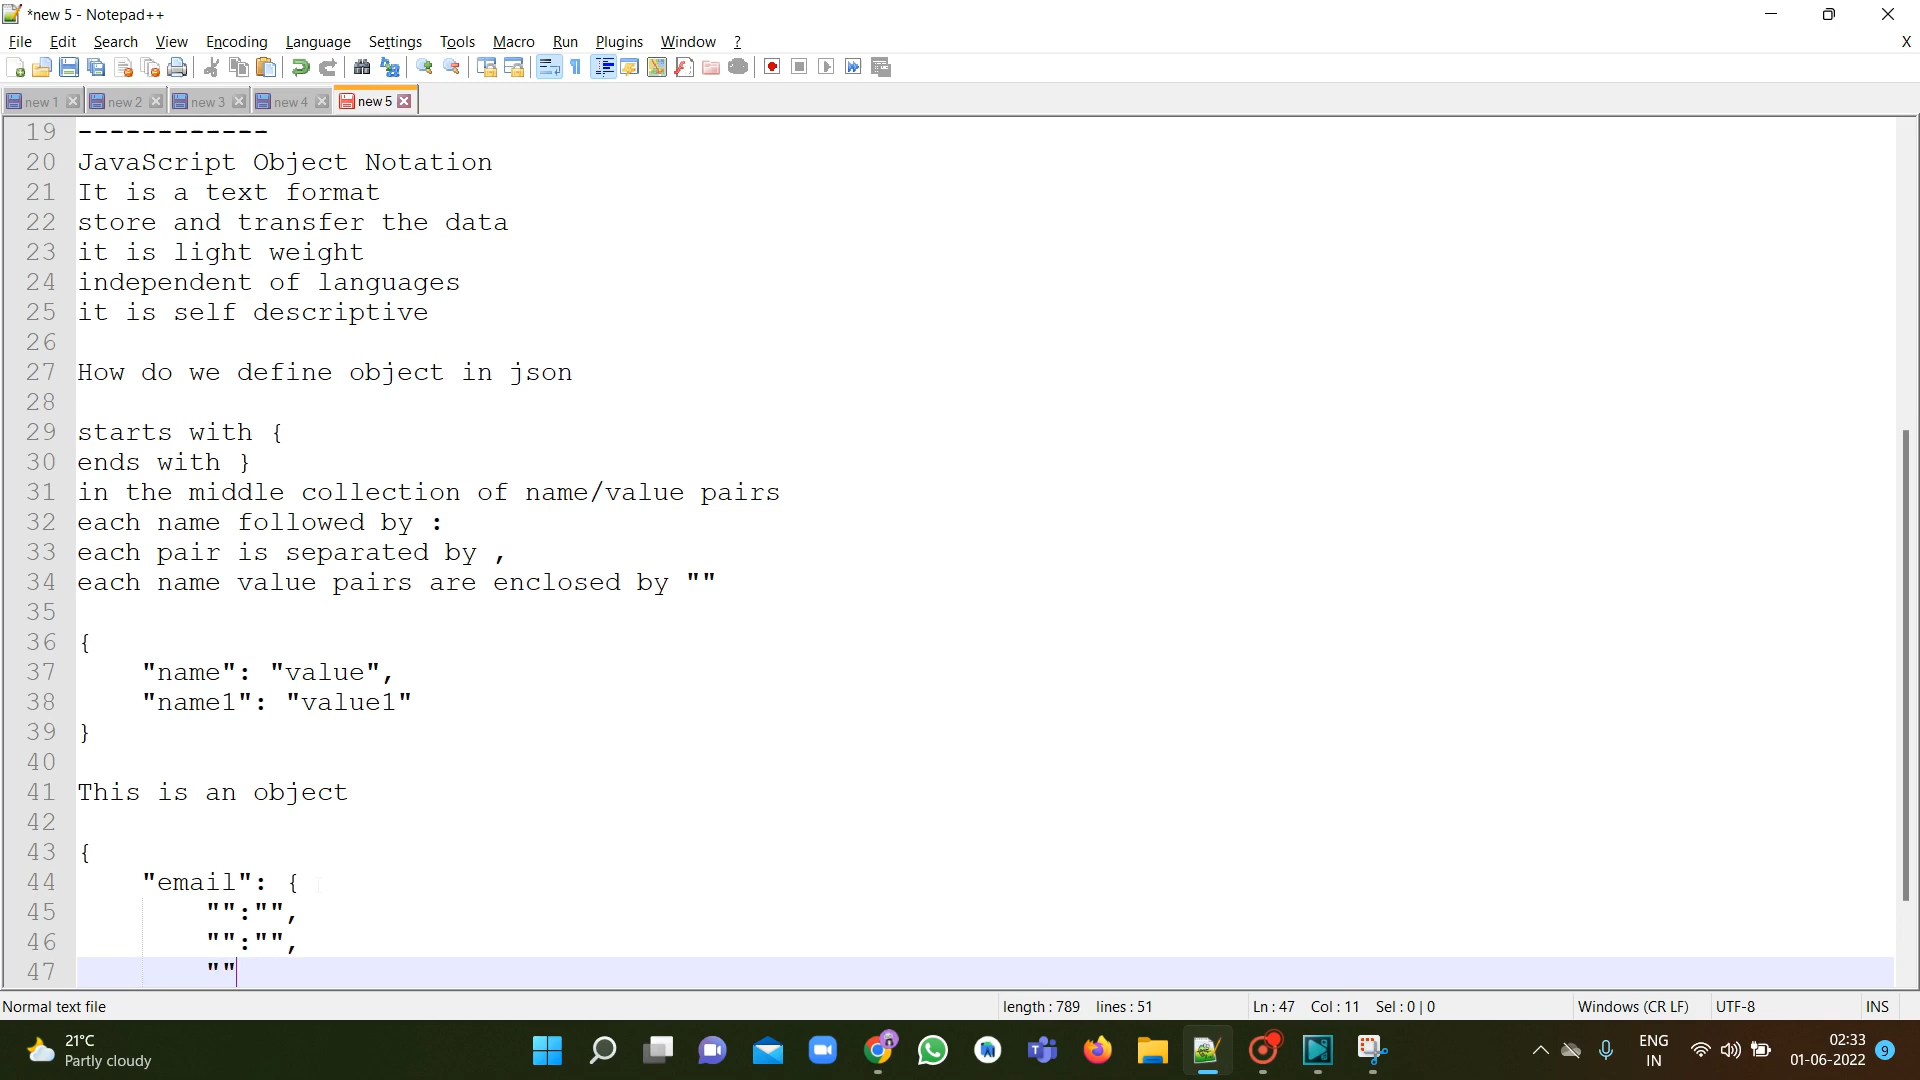 *new 5 - Notepad++
File Edit Search View Encoding Language Settings Tools Macro Run Plugins Window ? X
new 1 new 2 new 3 new 4 new 5
19 ------------
20 JavaScript Object Notation
21 It is a text format
22 store and transfer the data
23 it is light weight
24 independent of languages
25 it is self descriptive
26
27 How do we define object in json
28
29 starts with {
30 ends with }
31 in the middle collection of name/value pairs
32 each name followed by :
33 each pair is separated by ,
34 each name value pairs are enclosed by ""
35
36 {
37 "name": "value",
38 "name1": "value1"
39 }
40
41 This is an object
42
43 {
44 "email": {
45 "":"",
46 "":"",
47 ""
Normal text file length : 789 lines : 51 Ln : 47 Col : 11 Sel : 0 | 0 Windows (CR LF) UTF-8 INS
21°C
Partly cloudy
ENG
IN
02:33
01-06-2022
9